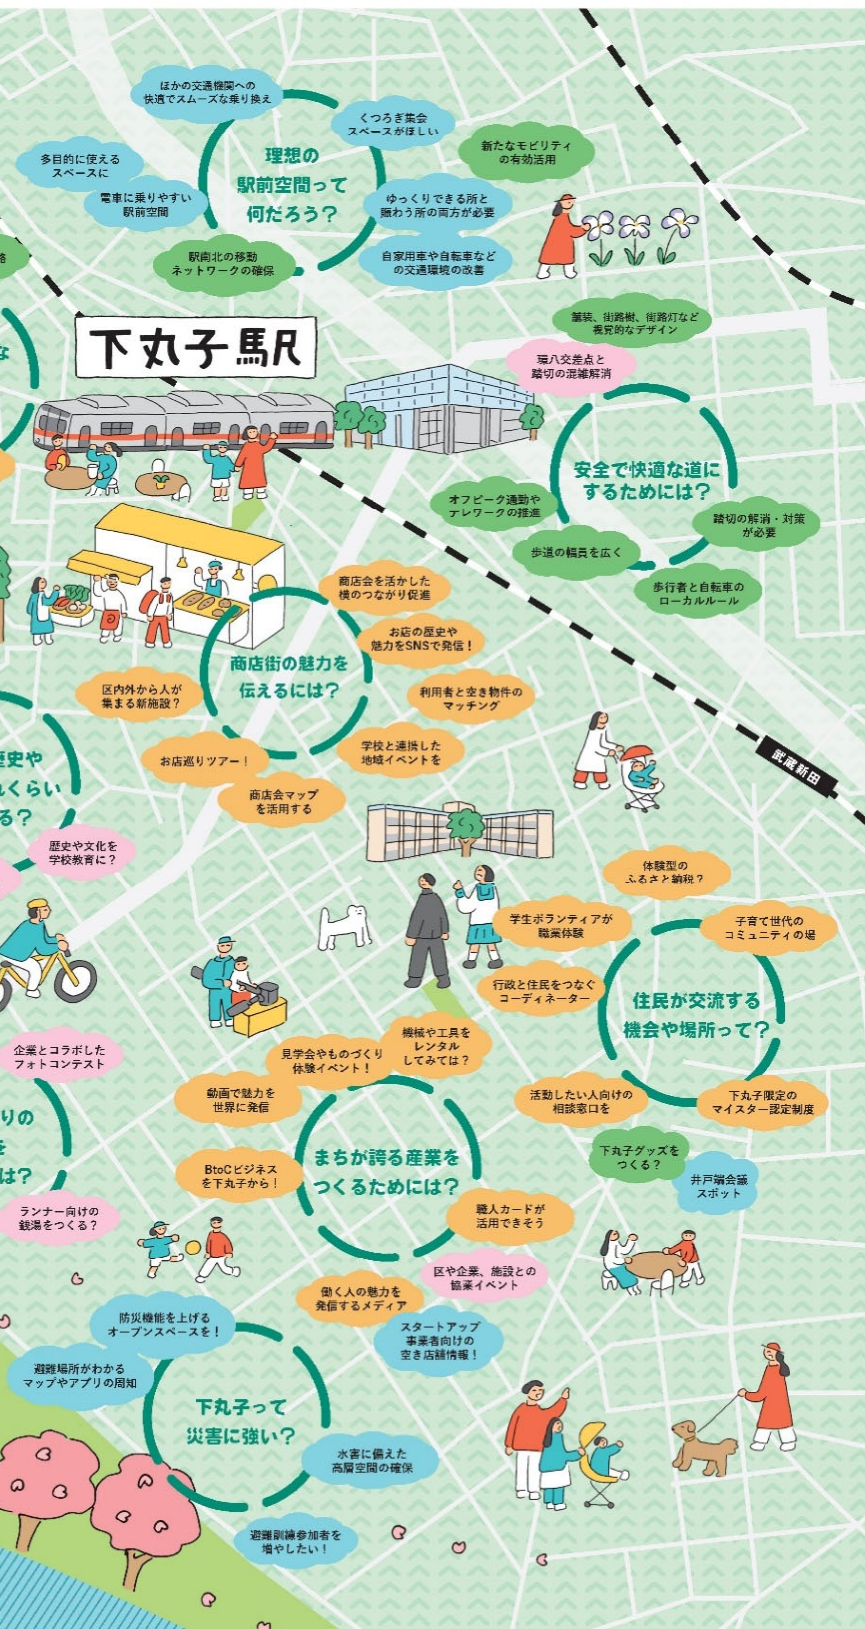 ほかの交通機関への
快適でスムーズな乗り換え
くつろぎ集会
スペースがほしい
理想の
駅前空間って
何だろう？
新たなモビリティ
の有効活用
多目的に使える
スペースに
電車に乗りやすい
駅前空間
ゆっくりできる所と
賑わう所の両方が必要
駅南北の移動
ネットワークの確保
自家用車や自転車など
の交通環境の改善
路
な
下丸子駅
舗装、街路樹、街路灯など
視覚的なデザイン
環八交差点と
踏切の混雑解消
安全で快適な道に
するためには？
オフピーク通勤や
テレワークの推進
踏切の解消・対策
が必要
歩道の幅員を広く
歩行者と自転車の
ローカルルール
商店会を活かした
横のつながり促進
お店の歴史や
魅力をSNSで発信！
商店街の魅力を
伝えるには？
区内外から人が
集まる新施設？
利用者と空き物件の
マッチング
学校と連携した
地域イベントを
お店巡りツアー！
商店会マップ
を活用する
武蔵新田
歴史や
れくらい
る？
歴史や文化を
学校教育に？
体験型の
ふるさと納税？
学生ボランティアが
職業体験
子育て世代の
コミュニティの場
行政と住民をつなぐ
コーディネーター
住民が交流する
機会や場所って？
活動したい人向けの
相談窓口を
下丸子限定の
マイスター認定制度
下丸子グッズを
つくる？
井戸端会議
スポット
企業とコラボした
フォトコンテスト
りの
を
は？
ランナー向けの
銭湯をつくる？
機械や工具を
レンタル
してみては？
見学会やものづくり
体験イベント！
動画で魅力を
世界に発信
まちが誇る産業を
つくるためには？
BtoCビジネス
を下丸子から！
職人カードが
活用できそう
区や企業、施設との
協業イベント
働く人の魅力を
発信するメディア
スタートアップ
事業者向けの
空き店舗情報！
防災機能を上げる
オープンスペースを！
避難場所がわかる
マップやアプリの周知
下丸子って
災害に強い？
水害に備えた
高層空間の確保
避難訓練参加者を
増やしたい！